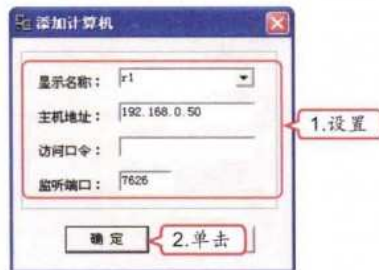 添加计算机
显示名称： r1
主机地址： 192.168.0.50
访问口令：
监听端口： 7626
1.设置
确定
2.单击